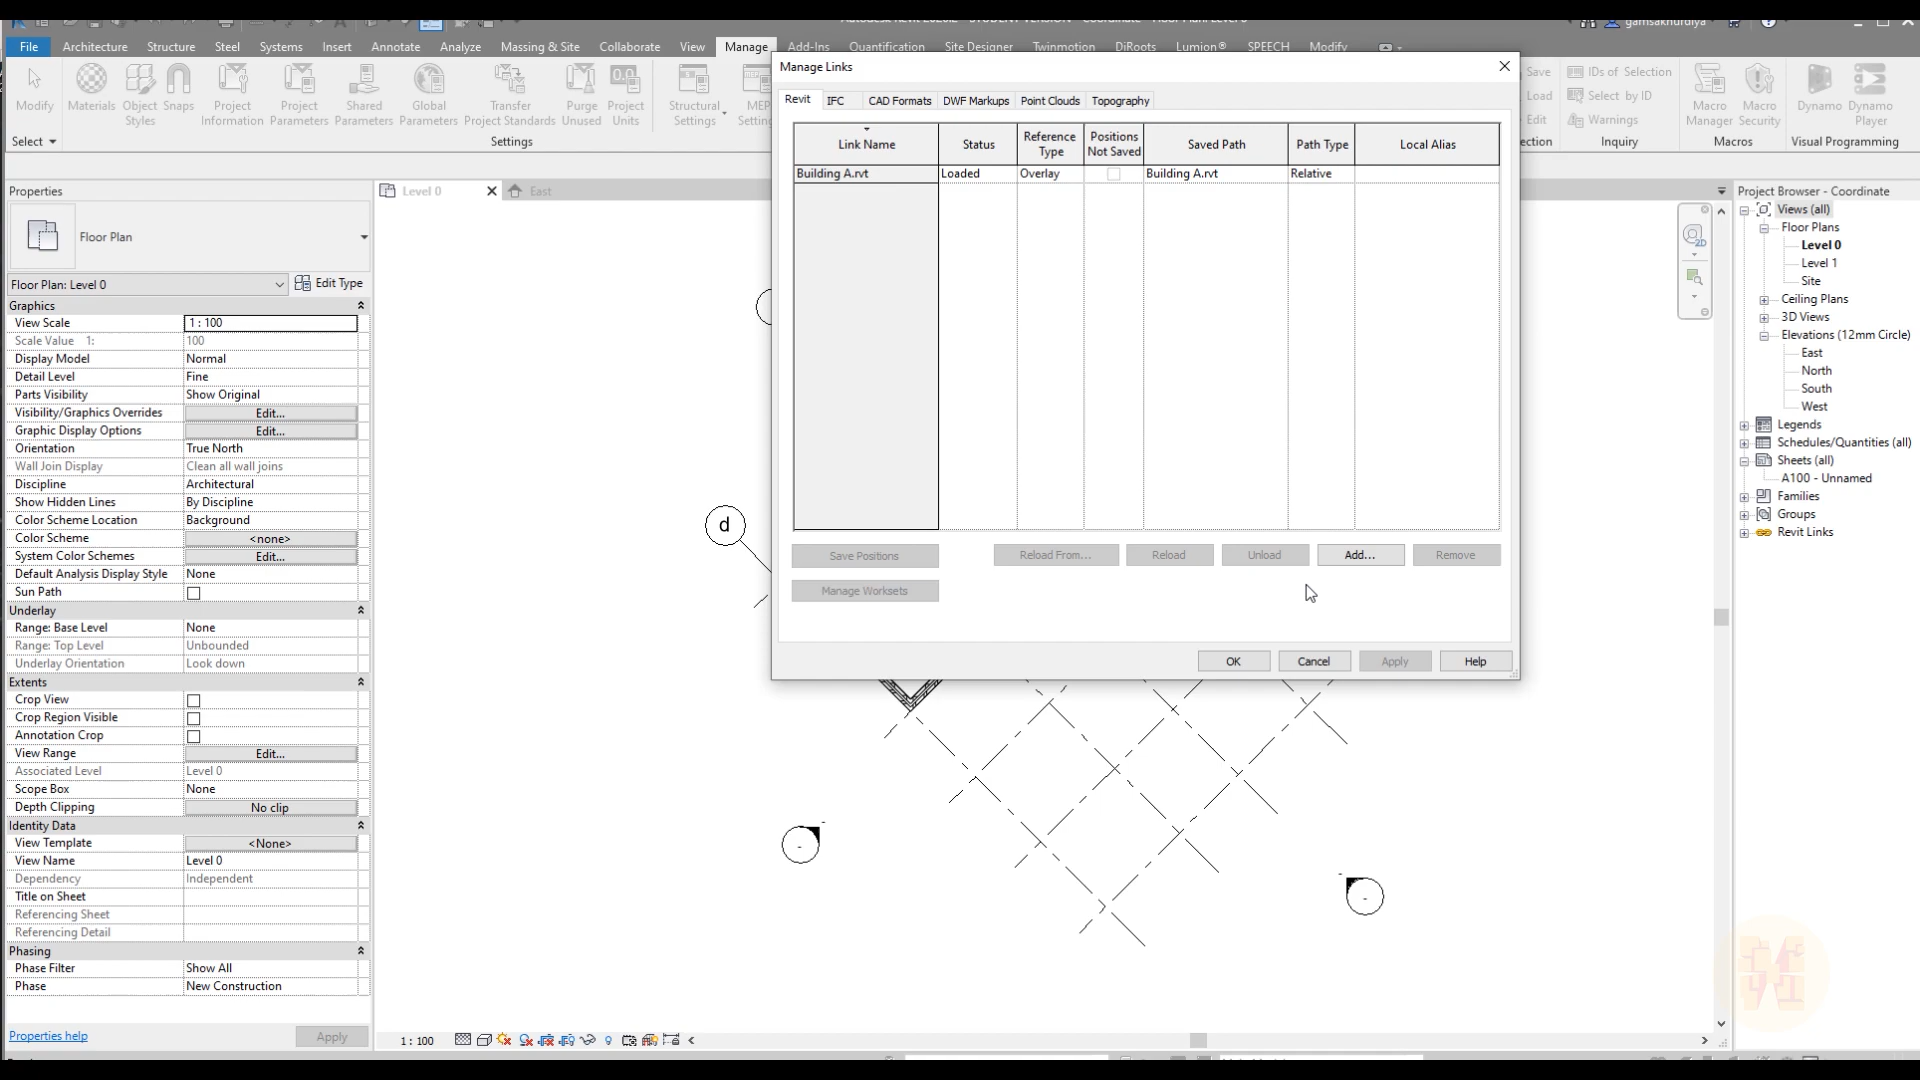 File Architecture Structure Steel Systems Insert Annotate Analyze Massing & Site Collaborate View Manage Add-Ins Quantification Site Designer Twinmotion DiRoots Lumion® SPEECH Modify
Modify
Materials
Object Styles
Snaps
Project Information
Project Parameters
Shared Parameters
Global Parameters
Transfer Project Standards
Purge Unused
Project Units
Structural Settings
MEP
Save
Load
Edit
IDs of Selection
Select by ID
Warnings
Macro Manager
Macro Security
Dynamo
Dynamo Player
Select
Settings
Inquiry
Macros
Visual Programming
Manage Links
Revit IFC CAD Formats DWF Markups Point Clouds Topography
Link Name Status Reference Type Positions Not Saved Saved Path Path Type Local Alias
Building A.rvt Loaded Overlay Building A.rvt Relative
Save Positions Reload From... Reload Unload Add... Remove
Manage Worksets
OK Cancel Apply Help
Level 0 East
d
Properties
Floor Plan
Floor Plan: Level 0 Edit Type
Graphics
View Scale 1 : 100
Scale Value 1: 100
Display Model Normal
Detail Level Fine
Parts Visibility Show Original
Visibility/Graphics Overrides Edit...
Graphic Display Options Edit...
Orientation True North
Wall Join Display Clean all wall joins
Discipline Architectural
Show Hidden Lines By Discipline
Color Scheme Location Background
Color Scheme <none>
System Color Schemes Edit...
Default Analysis Display Style None
Sun Path
Underlay
Range: Base Level None
Range: Top Level Unbounded
Underlay Orientation Look down
Extents
Crop View
Crop Region Visible
Annotation Crop
View Range Edit...
Associated Level Level 0
Scope Box None
Depth Clipping No clip
Identity Data
View Template <None>
View Name Level 0
Dependency Independent
Title on Sheet
Referencing Sheet
Referencing Detail
Phasing
Phase Filter Show All
Phase New Construction
Properties help Apply
1 : 100
Project Browser - Coordinate
Views (all)
Floor Plans
Level 0
Level 1
Site
Ceiling Plans
3D Views
Elevations (12mm Circle)
East
North
South
West
Legends
Schedules/Quantities (all)
Sheets (all)
A100 - Unnamed
Families
Groups
Revit Links